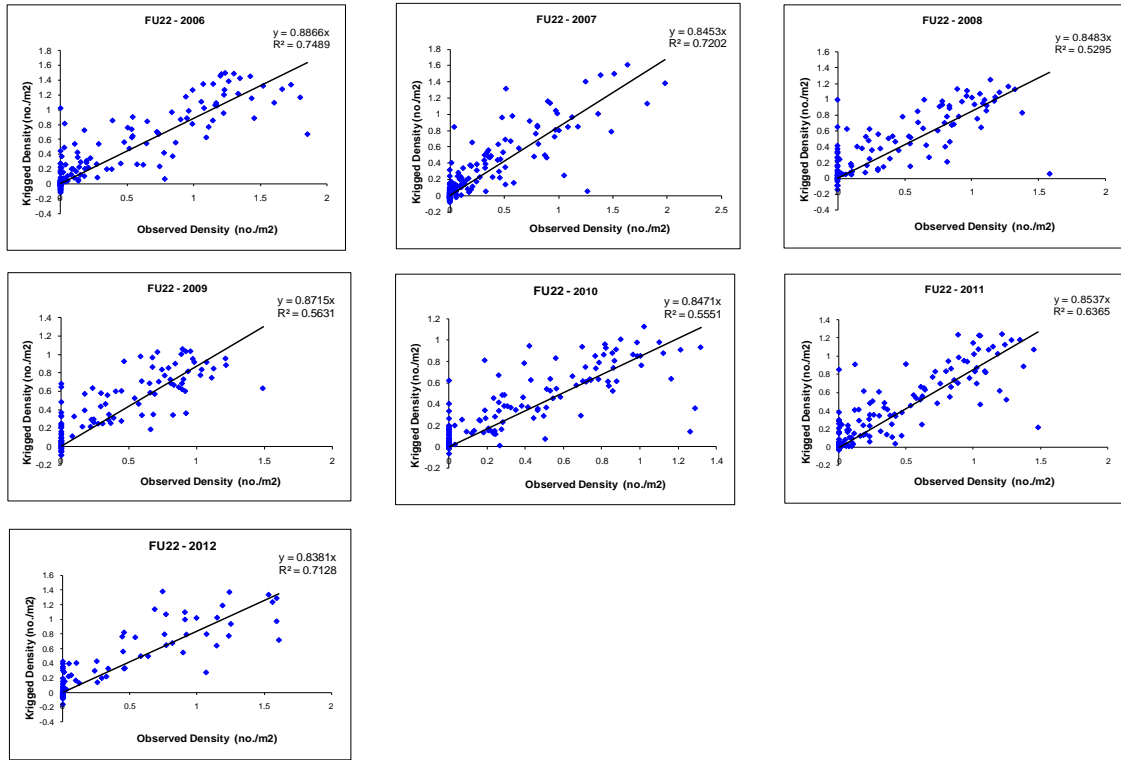 FU22 - 2006
y = 0.8866x
R² = 0.7489
Krigged Density (no./m2)
1.8
1.6
1.4
1.2
1
0.8
0.6
0.4
0.2
0
-0.2
-0.4
0 0.5 1 1.5 2
Observed Density (no./m2)
FU22 - 2007
y = 0.8453x
R² = 0.7202
Krigged Density (no./m2)
1.8
1.6
1.4
1.2
1
0.8
0.6
0.4
0.2
0
-0.2
0 0.5 1 1.5 2 2.5
Observed Density (no./m2)
FU22 - 2008
y = 0.8483x
R² = 0.5295
Krigged Density (no./m2)
1.6
1.4
1.2
1
0.8
0.6
0.4
0.2
0
-0.2
-0.4
0 0.5 1 1.5 2
Observed Density (no./m2)
FU22 - 2009
y = 0.8715x
R² = 0.5631
Krigged Density (no./m2)
1.6
1.4
1.2
1
0.8
0.6
0.4
0.2
0
-0.2
0 0.5 1 1.5 2
Observed Density (no./m2)
FU22 - 2010
y = 0.8471x
R² = 0.5551
Krigged Density (no./m2)
1.2
1
0.8
0.6
0.4
0.2
0
-0.2
0 0.2 0.4 0.6 0.8 1 1.2 1.4
Observed Density (no./m2)
FU22 - 2011
y = 0.8537x
R² = 0.6365
Krigged Density (no./m2)
1.4
1.2
1
0.8
0.6
0.4
0.2
0
-0.2
0 0.5 1 1.5 2
Observed Density (no./m2)
FU22 - 2012
y = 0.8381x
R² = 0.7128
Krigged Density (no./m2)
1.6
1.4
1.2
1
0.8
0.6
0.4
0.2
0
-0.2
-0.4
0 0.5 1 1.5 2
Observed Density (no./m2)